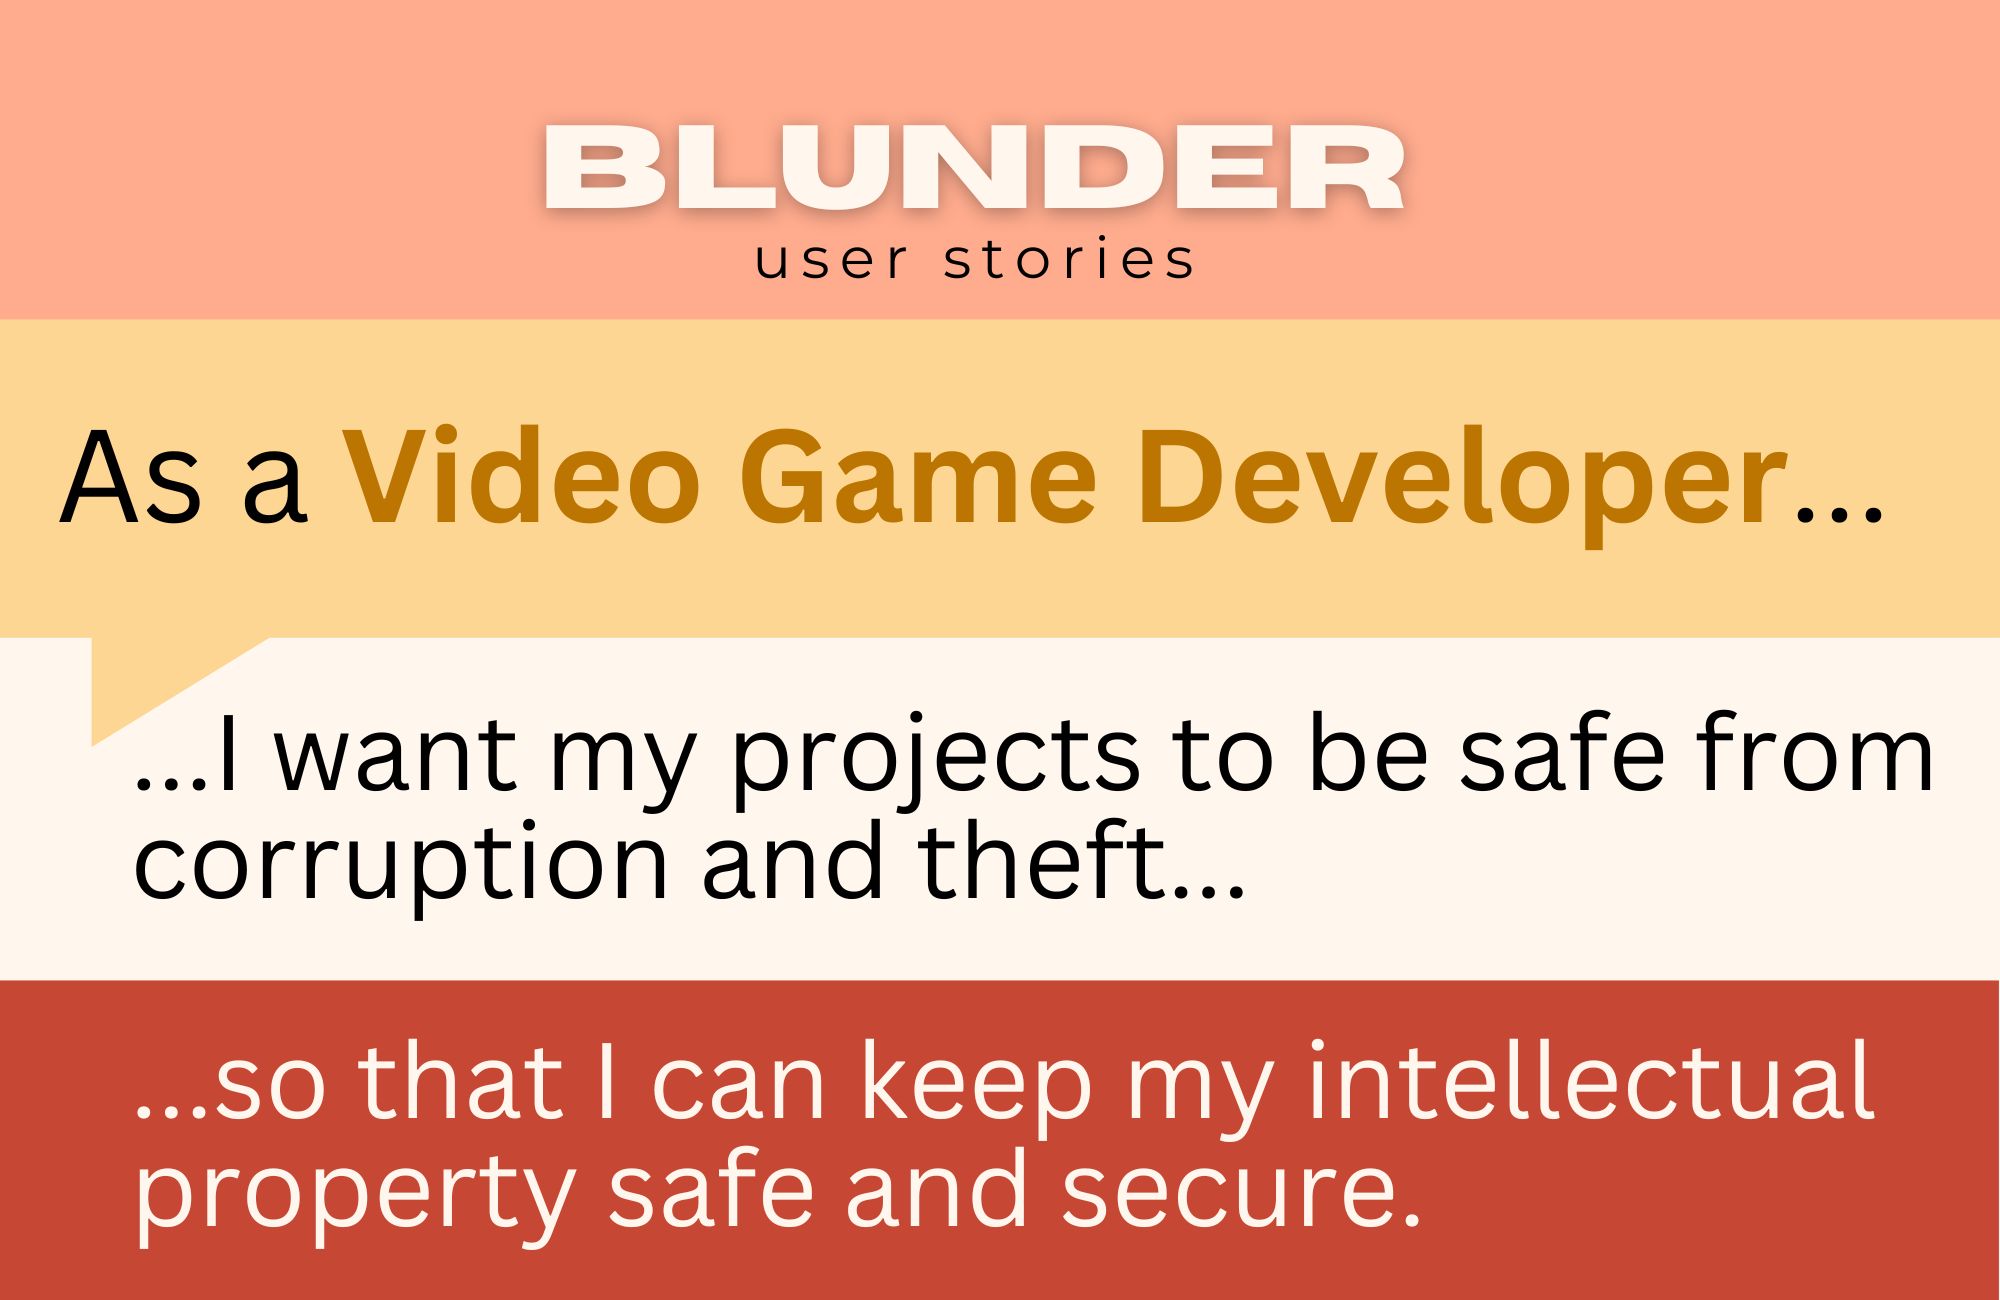 BLUNDER
user stories
As a Video Game Developer...
...I want my projects to be safe from
corruption and theft...
...so that I can keep my intellectual
property safe and secure.